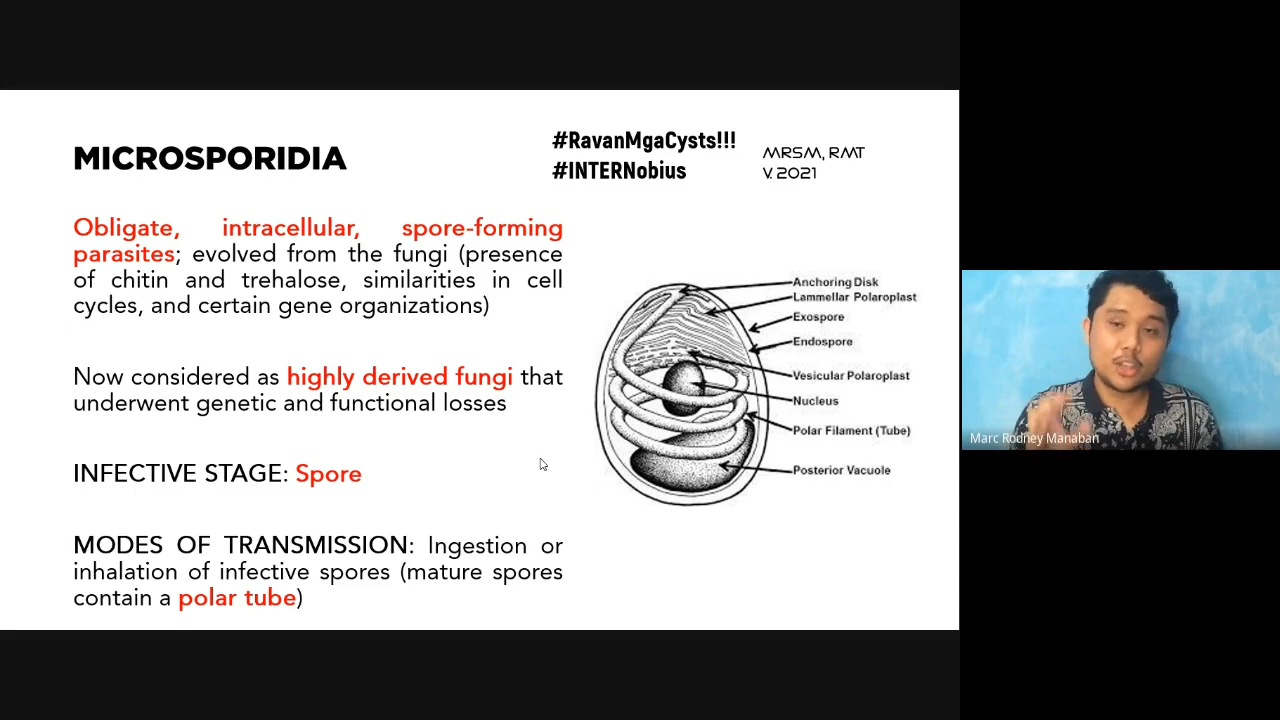 MICROSPORIDIA
#RavanMgaCysts!!!
#INTERNobius
MRSM, RMT
V. 2021
Obligate, intracellular, spore-forming
parasites; evolved from the fungi (presence
of chitin and trehalose, similarities in cell
cycles, and certain gene organizations)
Now considered as highly derived fungi that
underwent genetic and functional losses
INFECTIVE STAGE: Spore
MODES OF TRANSMISSION: Ingestion or
inhalation of infective spores (mature spores
contain a polar tube)
Anchoring Disk
Lammellar Polaroplast
Exospore
Endospore
Vesicular Polaroplast
Nucleus
Polar Filament (Tube)
Posterior Vacuole
Marc Rodney Manaban